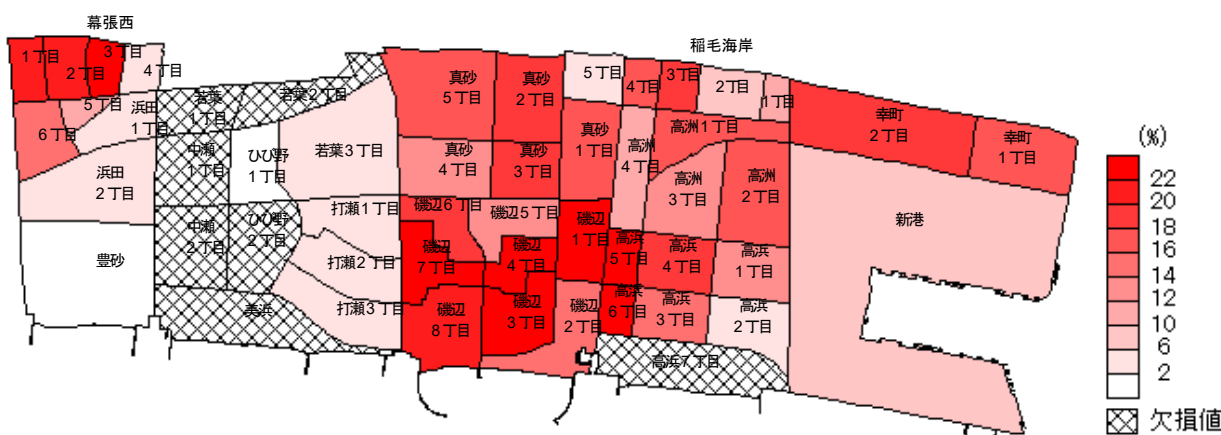 幕張西
稲毛海岸
1丁目
2丁目
3丁目
4丁目
5丁目
6丁目
浜田
1丁目
浜田
2丁目
豊砂
若葉
1丁目
若葉2丁目
若葉3丁目
中瀬
1丁目
中瀬
2丁目
ひび野
1丁目
ひび野
2丁目
美浜
打瀬1丁目
打瀬2丁目
打瀬3丁目
真砂
5丁目
真砂
2丁目
真砂
4丁目
真砂
3丁目
真砂
1丁目
磯辺6丁目
磯辺5丁目
磯辺
7丁目
磯辺
4丁目
磯辺
1丁目
磯辺
8丁目
磯辺
3丁目
磯辺
2丁目
5丁目
4丁目
3丁目
2丁目
1丁目
高洲1丁目
高洲
4丁目
高洲
3丁目
高洲
2丁目
高浜
5丁目
高浜
4丁目
高浜
1丁目
高浜
6丁目
高浜
3丁目
高浜
2丁目
高浜7丁目
幸町
2丁目
幸町
1丁目
新港
(%)
22
20
18
16
14
12
10
6
2
欠損値